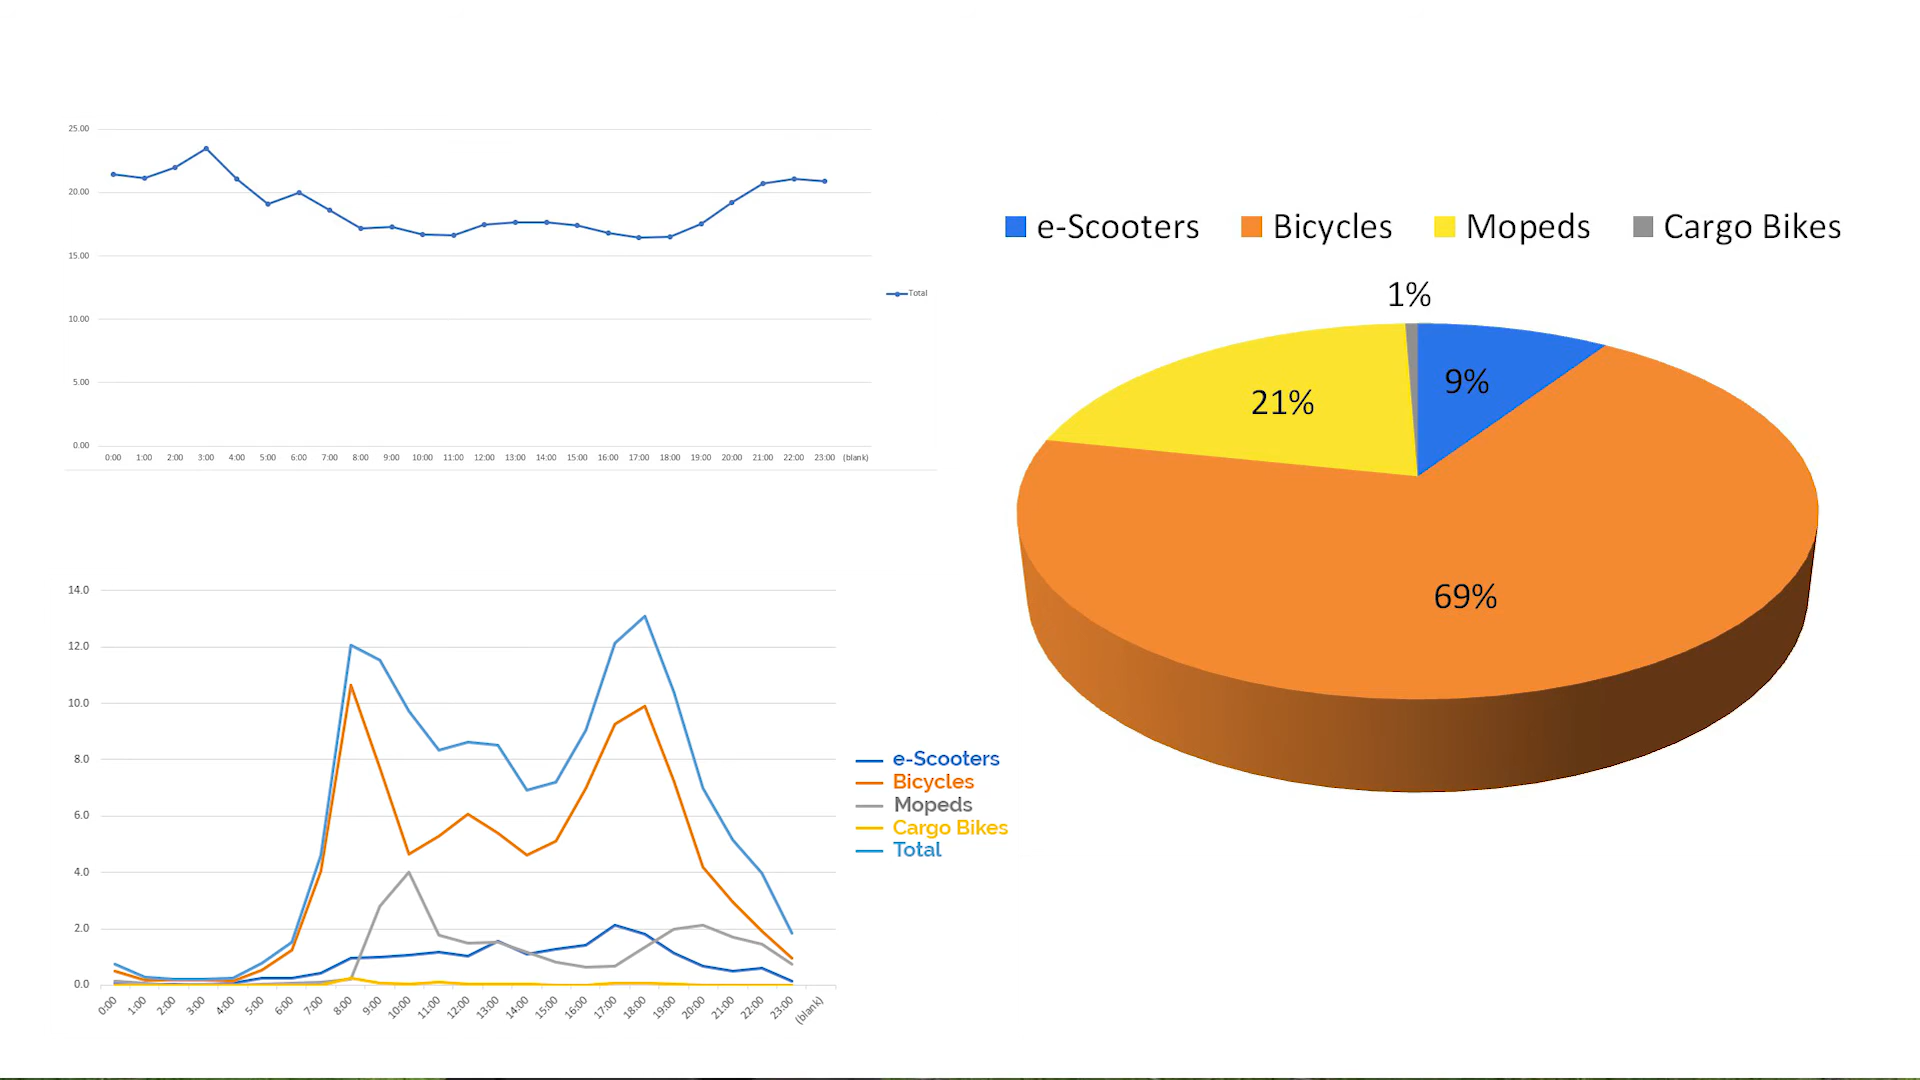 25.00
20.00
15.00
10.00
5.00
0.00
0:00 1:00 2:00 3:00 4:00 5:00 6:00 7:00 8:00 9:00 10:00 11:00 12:00 13:00 14:00 15:00 16:00 17:00 18:00 19:00 20:00 21:00 22:00 23:00 (blank)
Total
14.0
12.0
10.0
8.0
6.0
4.0
2.0
0.0
0:00 1:00 2:00 3:00 4:00 5:00 6:00 7:00 8:00 9:00 10:00 11:00 12:00 13:00 14:00 15:00 16:00 17:00 18:00 19:00 20:00 21:00 22:00 23:00 (blank)
e-Scooters
Bicycles
Mopeds
Cargo Bikes
Total
e-Scooters Bicycles Mopeds Cargo Bikes
1%
9%
21%
69%